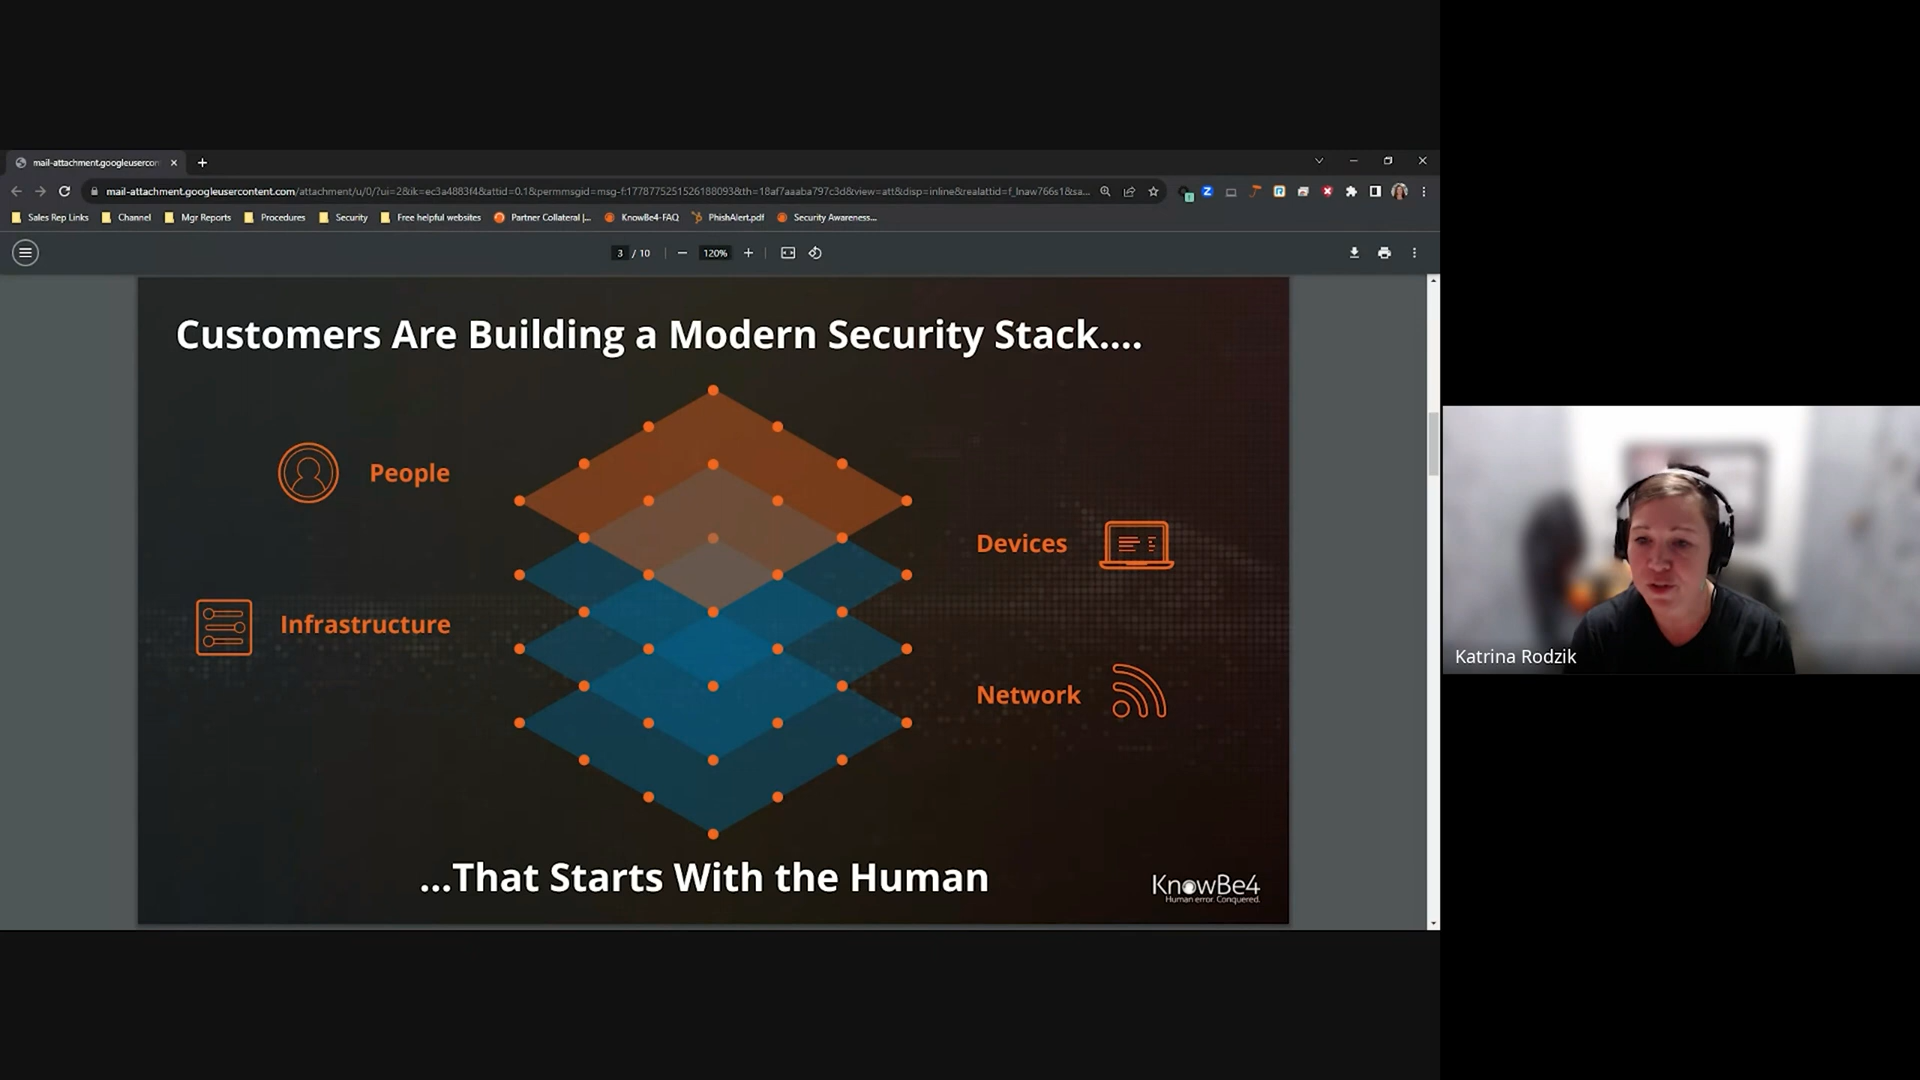 mail-attachment.googleusercon
mail-attachment.googleusercontent.com/attachment/u/0/?ui=2&ik=ec3a4883f4&attid=0.1&permmsgid=msg-f:1778775251526188093&th=18af7aaaba797c3d&view=att&disp=inline&realattid=f_lnaw766s1&sa...
Sales Rep Links Channel Mgr Reports Procedures Security Free helpful websites Partner Collateral |... KnowBe4-FAQ PhishAlert.pdf Security Awareness...
3 / 10 120%
Customers Are Building a Modern Security Stack....
People
Devices
Infrastructure
Network
...That Starts With the Human
KnowBe4
Human error. Conquered.
Katrina Rodzik